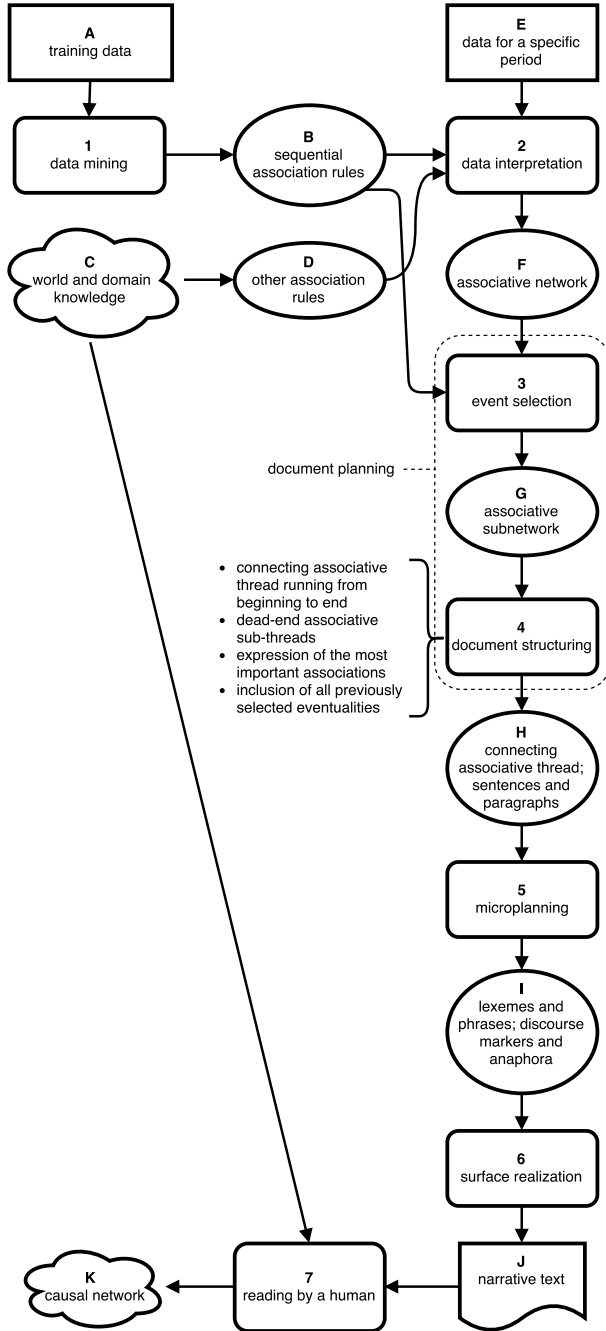 A
training data
E
data for a specific
period
1
data mining
B
sequential
association rules
2
data interpretation
C
world and domain
knowledge
D
other association
rules
F
associative network
3
event selection
document planning
G
associative
subnetwork
• connecting associative
thread running from
beginning to end
• dead-end associative
sub-threads
• expression of the most
important associations
• inclusion of all previously
selected eventualities
4
document structuring
H
connecting
associative thread;
sentences and
paragraphs
5
microplanning
I
lexemes and
phrases; discourse
markers and
anaphora
6
surface realization
K
causal network
7
reading by a human
J
narrative text